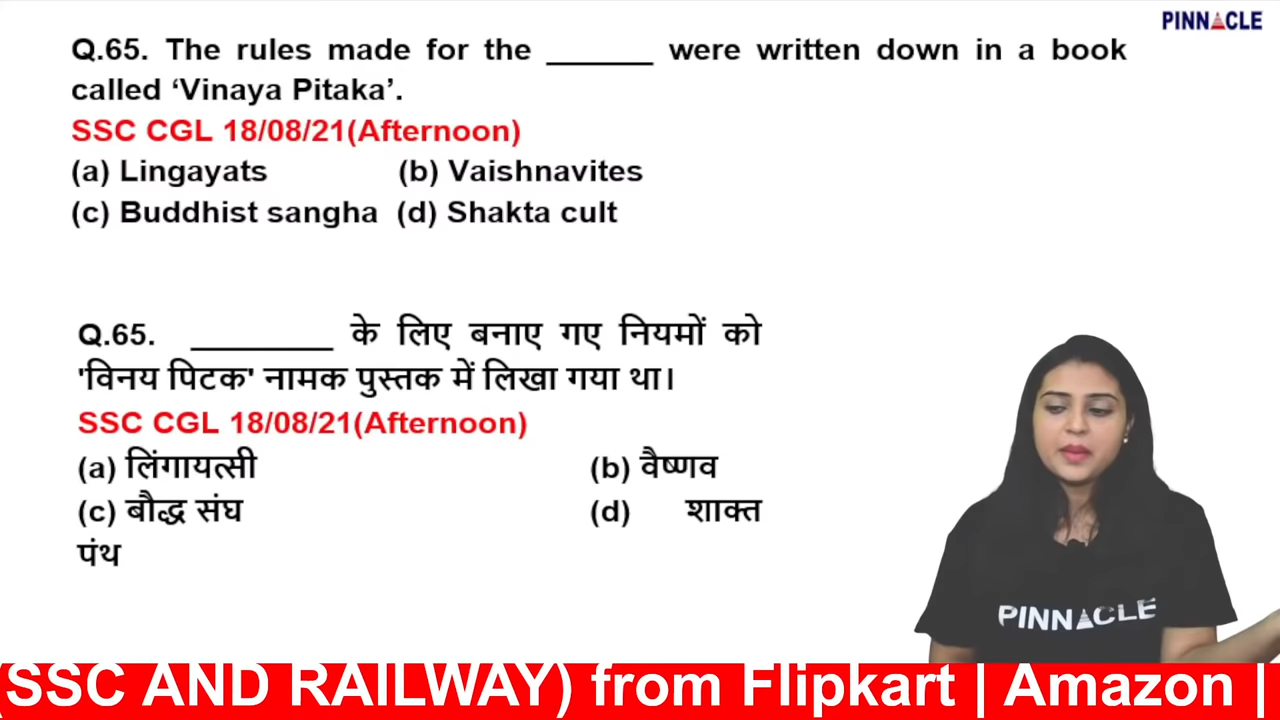 PINNACLE
Q.65. The rules made for the ______ were written down in a book
called ‘Vinaya Pitaka’.
SSC CGL 18/08/21(Afternoon)
(a) Lingayats (b) Vaishnavites
(c) Buddhist sangha (d) Shakta cult
Q.65. ________ के लिए बनाए गए नियमों को
'विनय पिटक' नामक पुस्तक में लिखा गया था।
SSC CGL 18/08/21(Afternoon)
(a) लिंगायत्सी (b) वैष्णव
(c) बौद्ध संघ (d) शाक्त
पंथ
PINNACLE
(SSC AND RAILWAY) from Flipkart | Amazon |